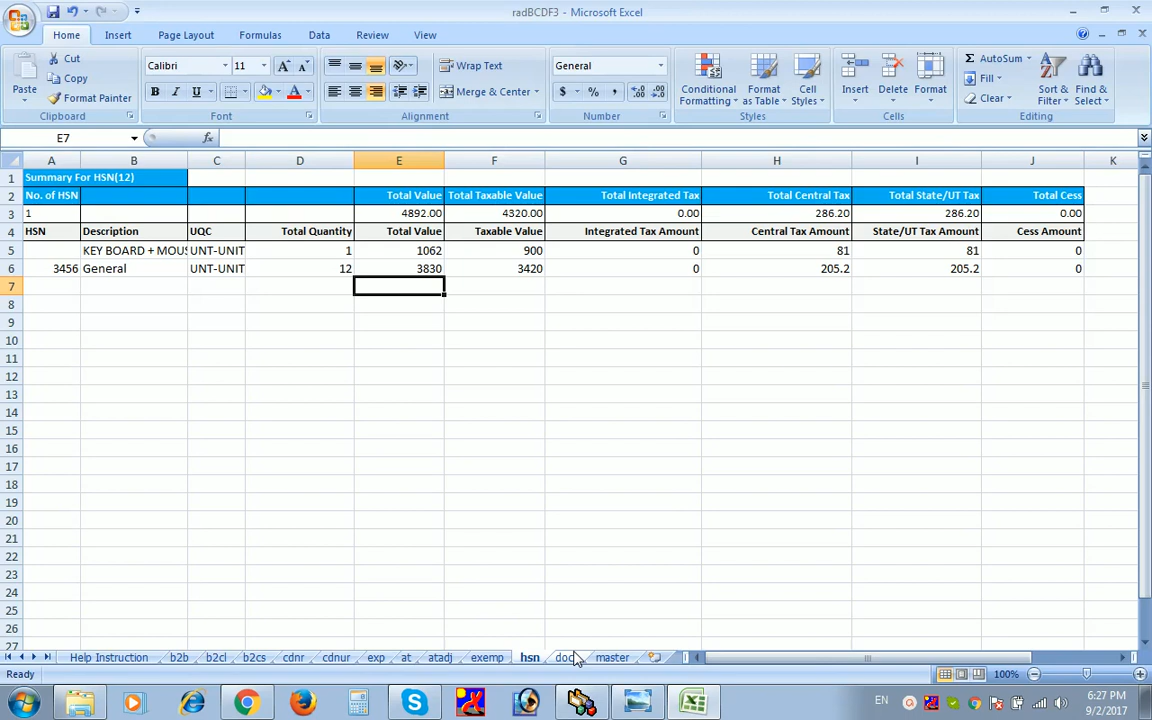 radBCDF3 - Microsoft Excel
Home Insert Page Layout Formulas Data Review View
Paste Cut Copy Format Painter
Calibri 11 Wrap Text General
B I U Merge & Center $ % ,
Conditional Formatting Format as Table Cell Styles Insert Delete Format AutoSum Fill Clear Sort & Filter Find & Select
Clipboard Font Alignment Number Styles Cells Editing
E7 fx
A B C D E F G H I J K
1 Summary For HSN(12)
2 No. of HSN Total Value Total Taxable Value Total Integrated Tax Total Central Tax Total State/UT Tax Total Cess
3 1 4892.00 4320.00 0.00 286.20 286.20 0.00
4 HSN Description UQC Total Quantity Total Value Taxable Value Integrated Tax Amount Central Tax Amount State/UT Tax Amount Cess Amount
5 KEY BOARD + MOUS UNT-UNIT 1 1062 900 0 81 81 0
6 3456 General UNT-UNIT 12 3830 3420 0 205.2 205.2 0
7
8
9
10
11
12
13
14
15
16
17
18
19
20
21
22
23
24
25
26
27
Help Instruction b2b b2cl b2cs cdnr cdnur exp at atadj exemp hsn doc master
Ready 100%
EN 6:27 PM
9/2/2017